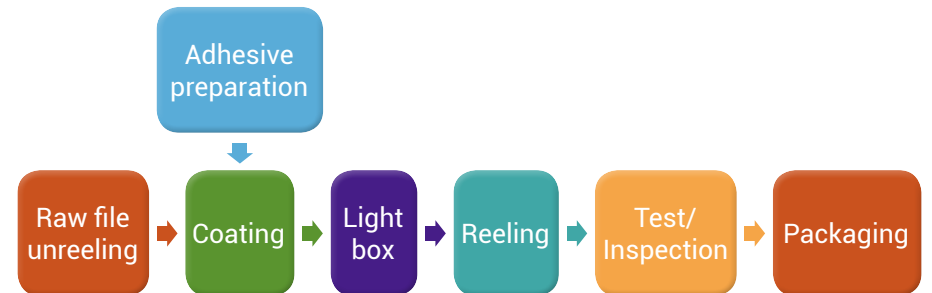 Adhesive
preparation
Raw file
unreeling
Coating
Light
box
Reeling
Test/
Inspection
Packaging